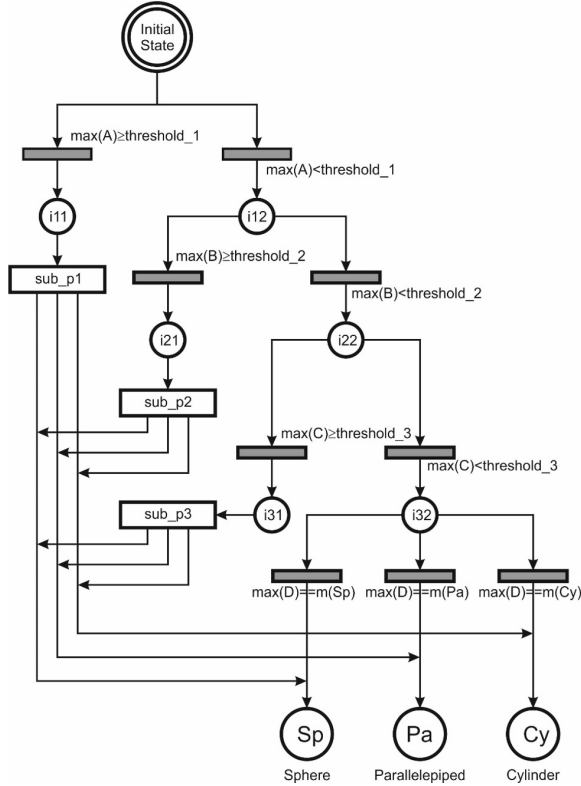 Initial
State
max(A)≥threshold_1
max(A)<threshold_1
i11
i12
max(B)≥threshold_2
sub_p1
max(B)<threshold_2
i21
i22
sub_p2
max(C)≥threshold_3
max(C)<threshold_3
sub_p3
i31
i32
max(D)==m(Sp)
max(D)==m(Pa)
max(D)==m(Cy)
Sp
Pa
Cy
Sphere
Parallelepiped
Cylinder